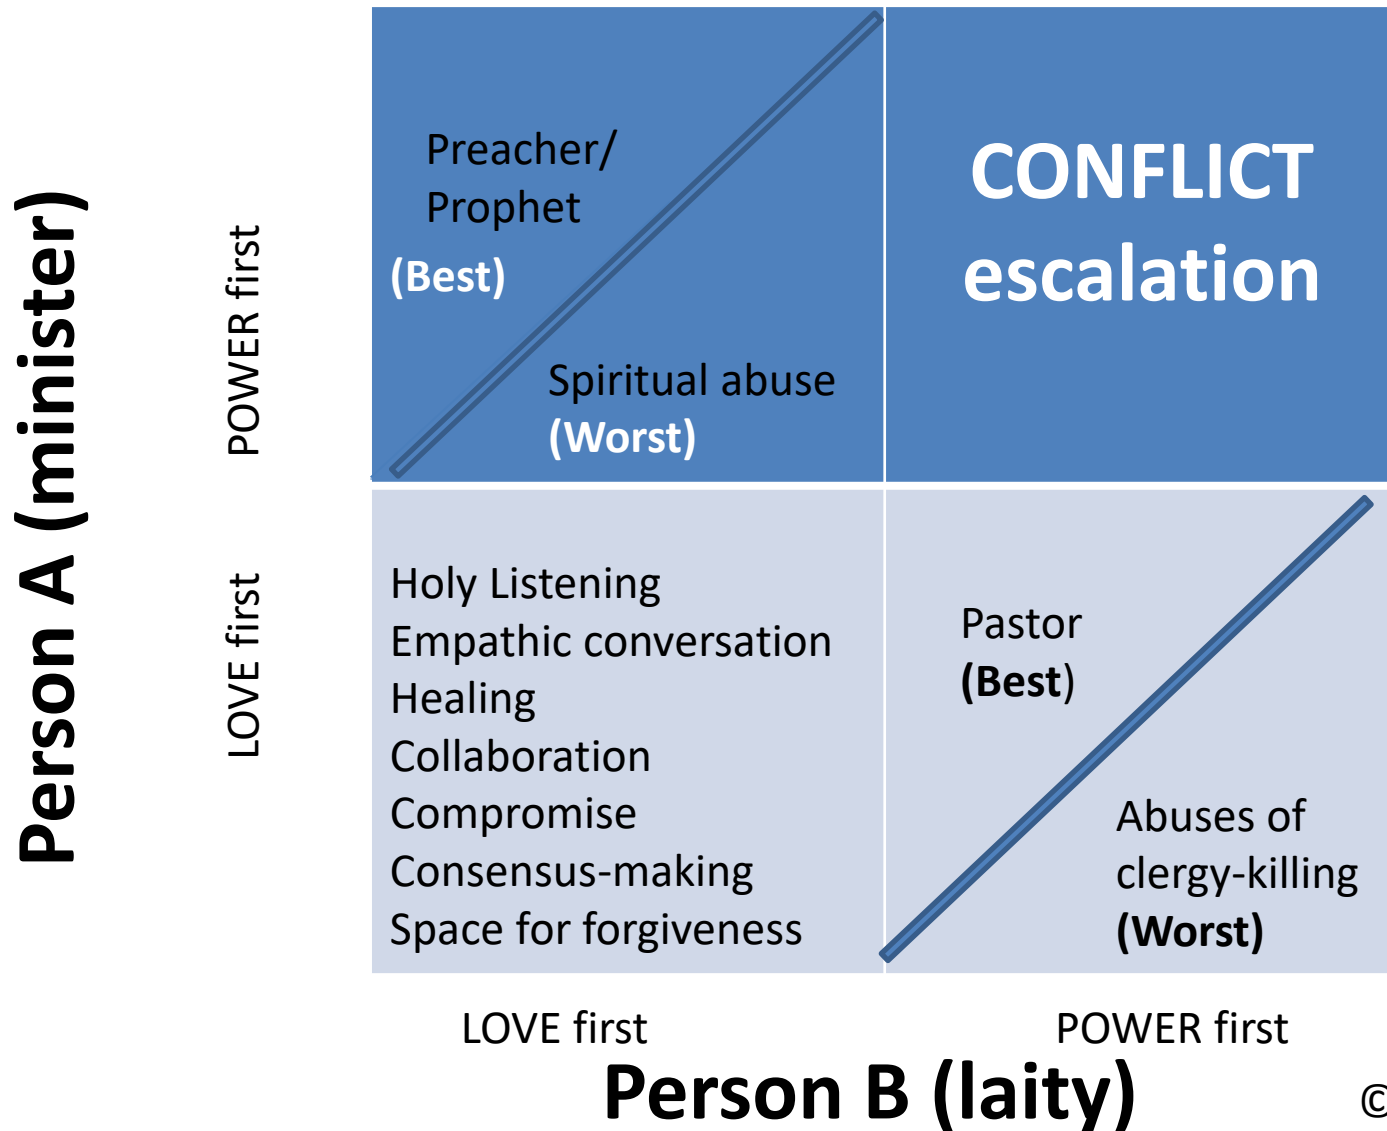 Person A (minister)
POWER first
LOVE first
Preacher/
Prophet
(Best)
Spiritual abuse
(Worst)
CONFLICT
escalation
Holy Listening
Empathic conversation
Healing
Collaboration
Compromise
Consensus-making
Space for forgiveness
Pastor
(Best)
Abuses of
clergy-killing
(Worst)
LOVE first
POWER first
Person B (laity)
©